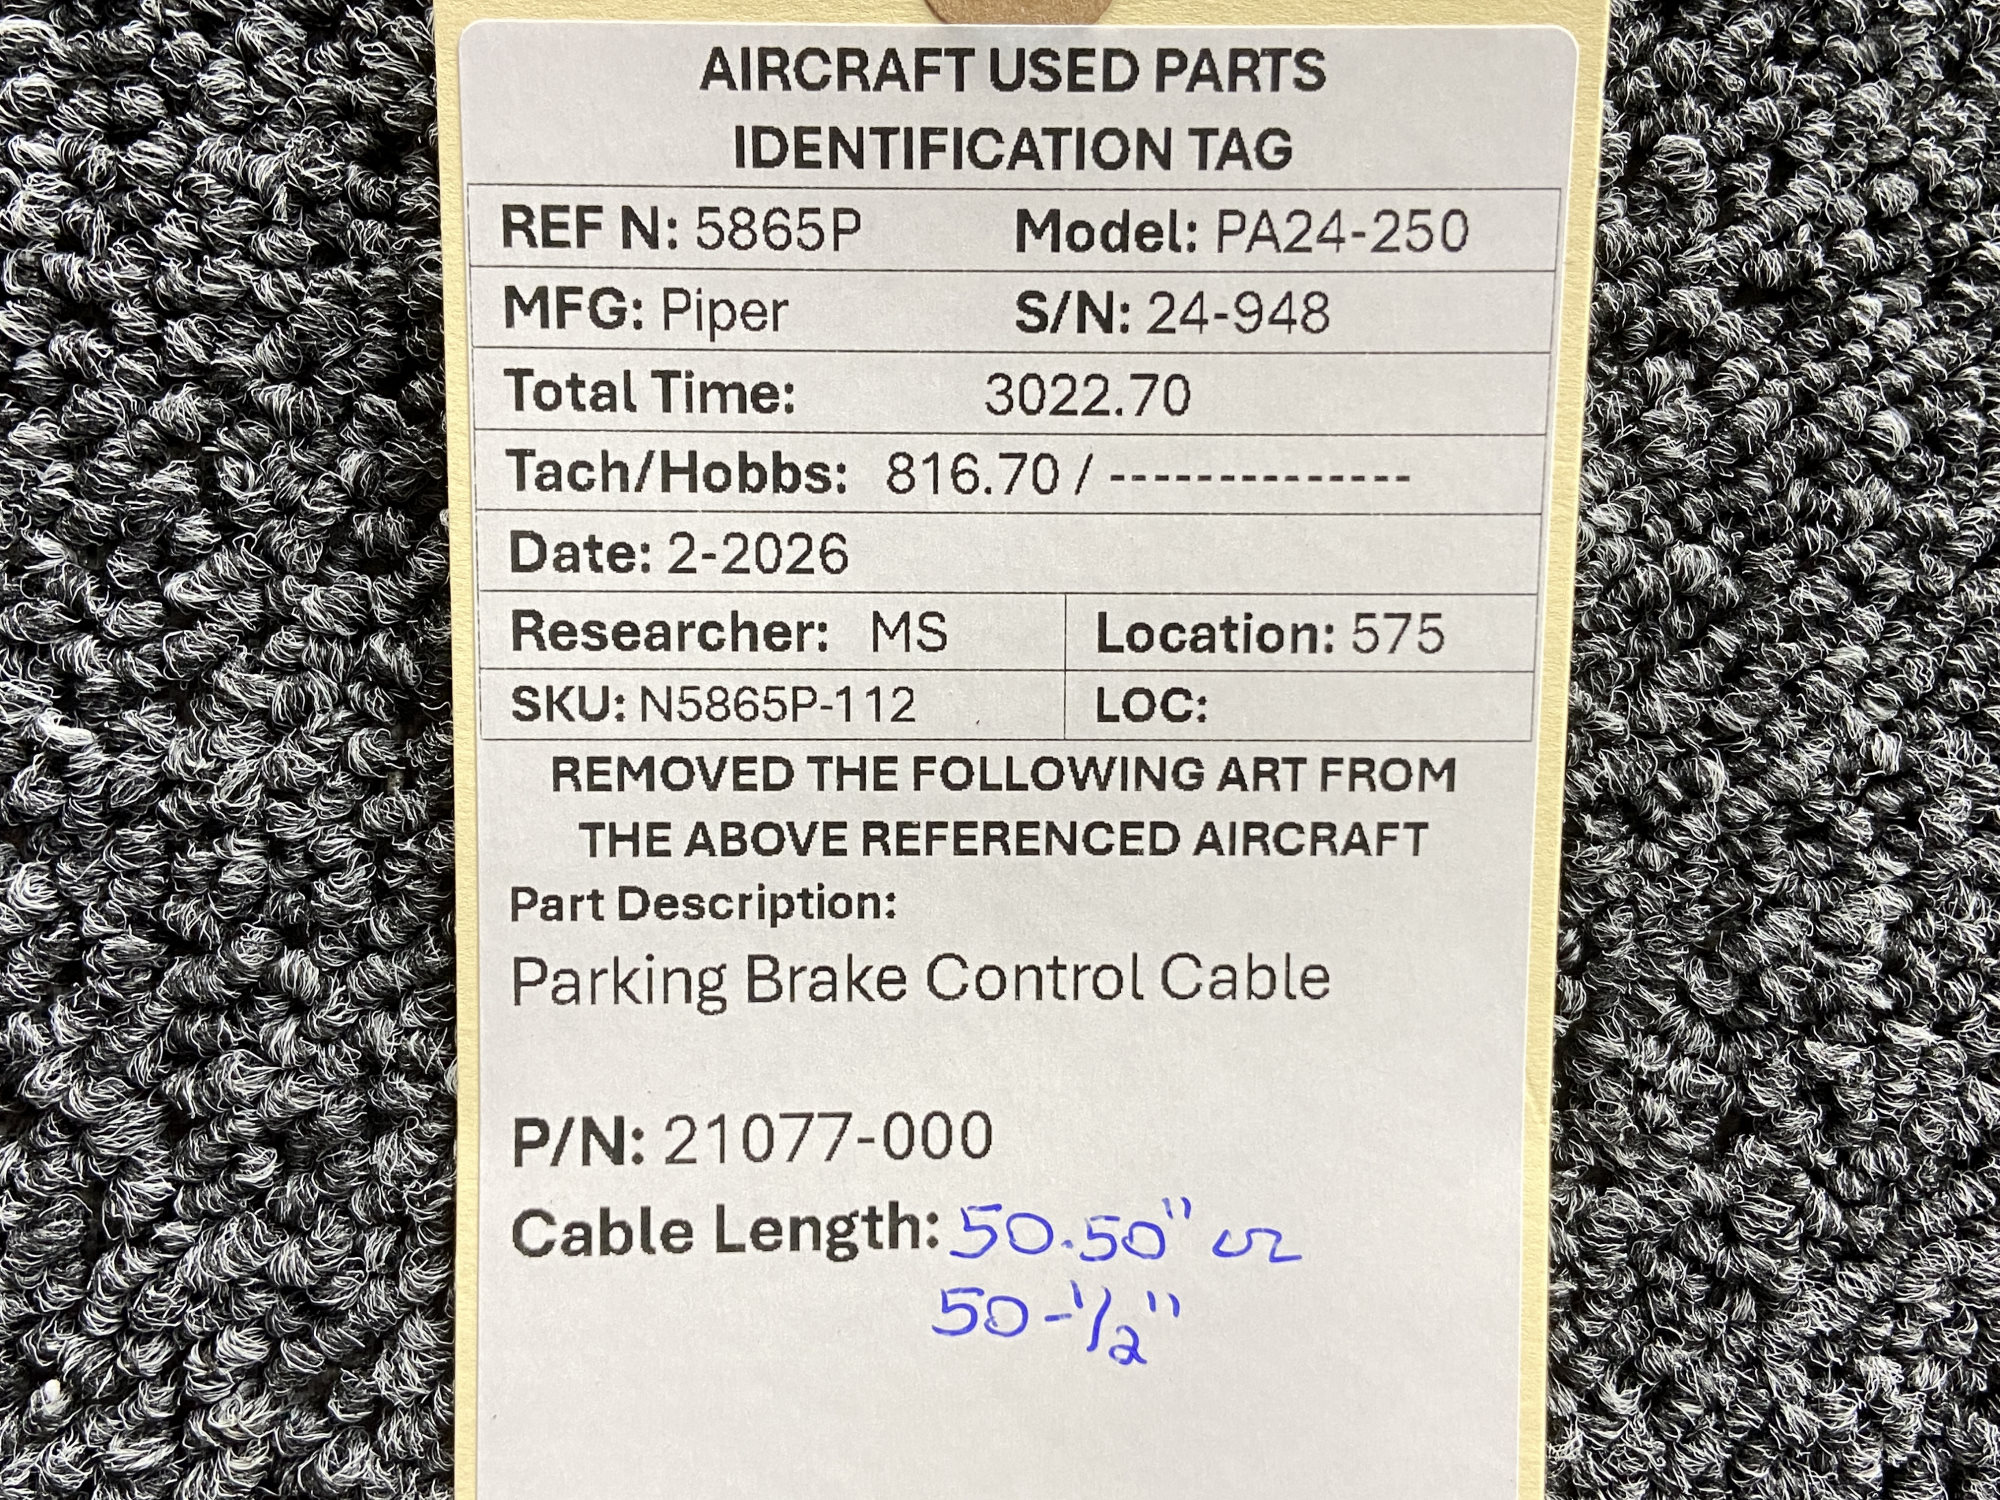 AIRCRAFT USED PARTS
IDENTIFICATION TAG
REF N: 5865P Model: PA24-250
MFG: Piper S/N: 24-948
Total Time: 3022.70
Tach/Hobbs: 816.70 / --------------
Date: 2-2026
Researcher: MS Location: 575
SKU: N5865P-112 LOC:
REMOVED THE FOLLOWING ART FROM
THE ABOVE REFERENCED AIRCRAFT
Part Description:
Parking Brake Control Cable
P/N: 21077-000
Cable Length: 50.50" or
50-1/2"